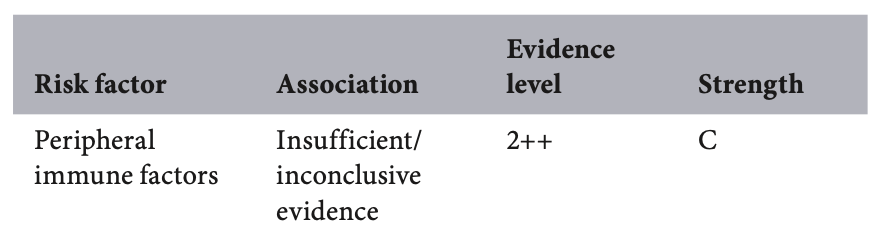 Risk factor Association Evidence level Strength
Peripheral Insufficient/ 2++ C
immune factors inconclusive
evidence